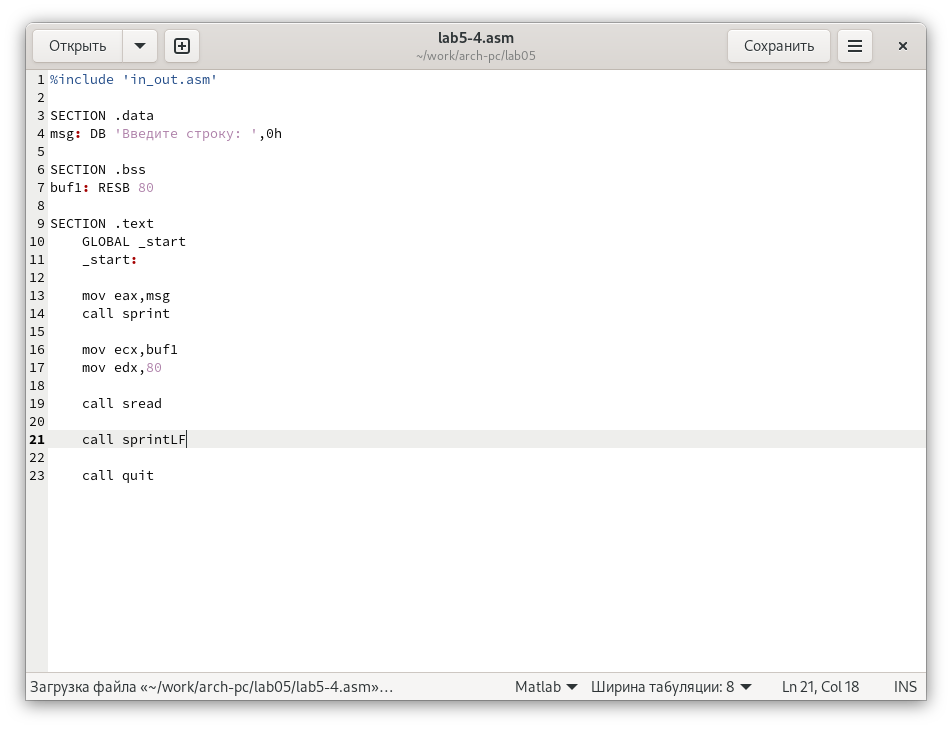 Открыть
lab5-4.asm
~/work/arch-pc/lab05
Сохранить
1 %include 'in_out.asm'
2
3 SECTION .data
4 msg: DB 'Введите строку: ',0h
5
6 SECTION .bss
7 buf1: RESB 80
8
9 SECTION .text
10 GLOBAL _start
11 _start:
12
13 mov eax,msg
14 call sprint
15
16 mov ecx,buf1
17 mov edx,80
18
19 call sread
20
21 call sprintLF
22
23 call quit
Загрузка файла «~/work/arch-pc/lab05/lab5-4.asm»… Matlab Ширина табуляции: 8 Ln 21, Col 18 INS